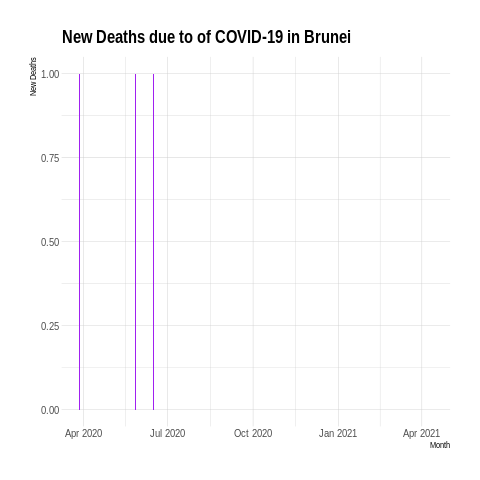 New Deaths due to of COVID-19 in Brunei
New Deaths
1.00
0.75
0.50
0.25
0.00
Apr 2020 Jul 2020 Oct 2020 Jan 2021 Apr 2021
Month